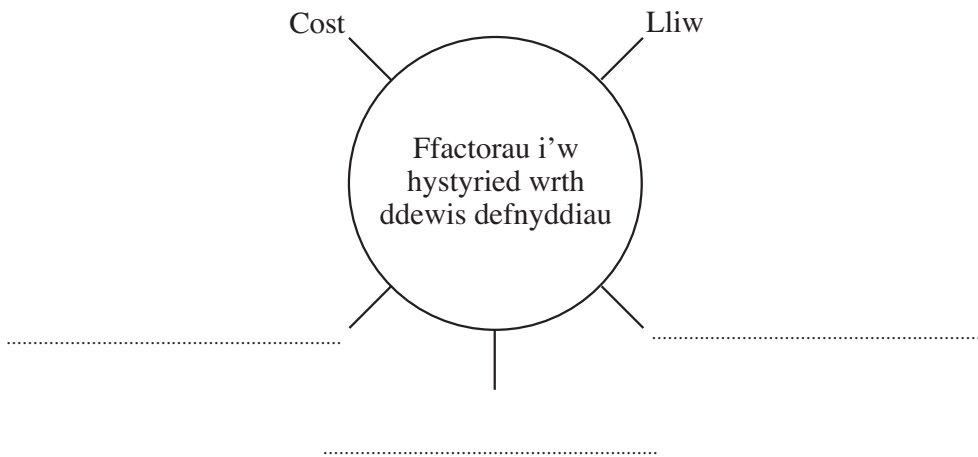 Cost
Lliw
Ffactorau i'w
hystyried wrth
ddewis defnyddiau